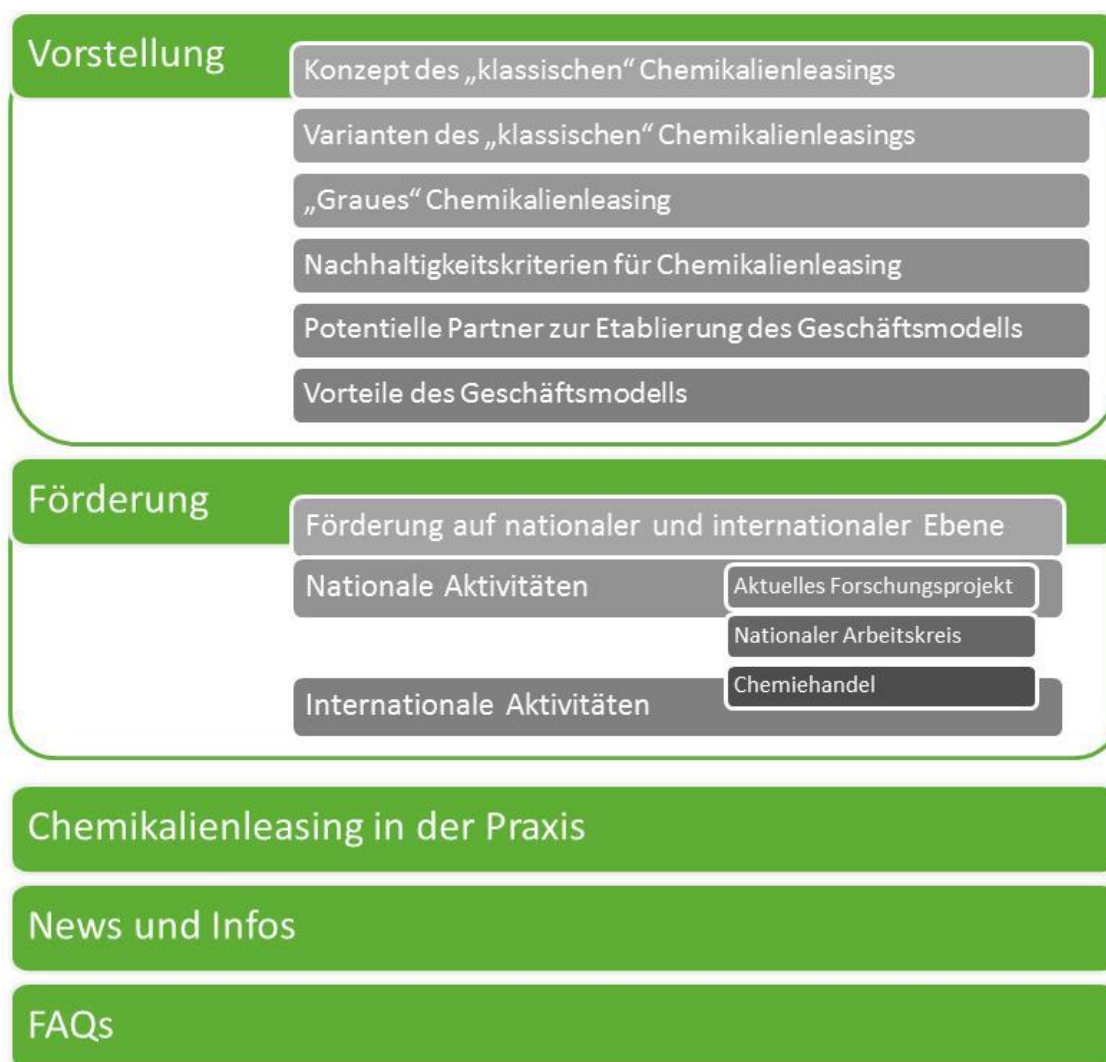 Vorstellung
Konzept des „klassischen“ Chemikalienleasings
Varianten des „klassischen“ Chemikalienleasings
„Graues“ Chemikalienleasing
Nachhaltigkeitskriterien für Chemikalienleasing
Potentielle Partner zur Etablierung des Geschäftsmodells
Vorteile des Geschäftsmodells
Förderung
Förderung auf nationaler und internationaler Ebene
Nationale Aktivitäten
Aktuelles Forschungsprojekt
Nationaler Arbeitskreis
Chemiehandel
Internationale Aktivitäten
Chemikalienleasing in der Praxis
News und Infos
FAQs